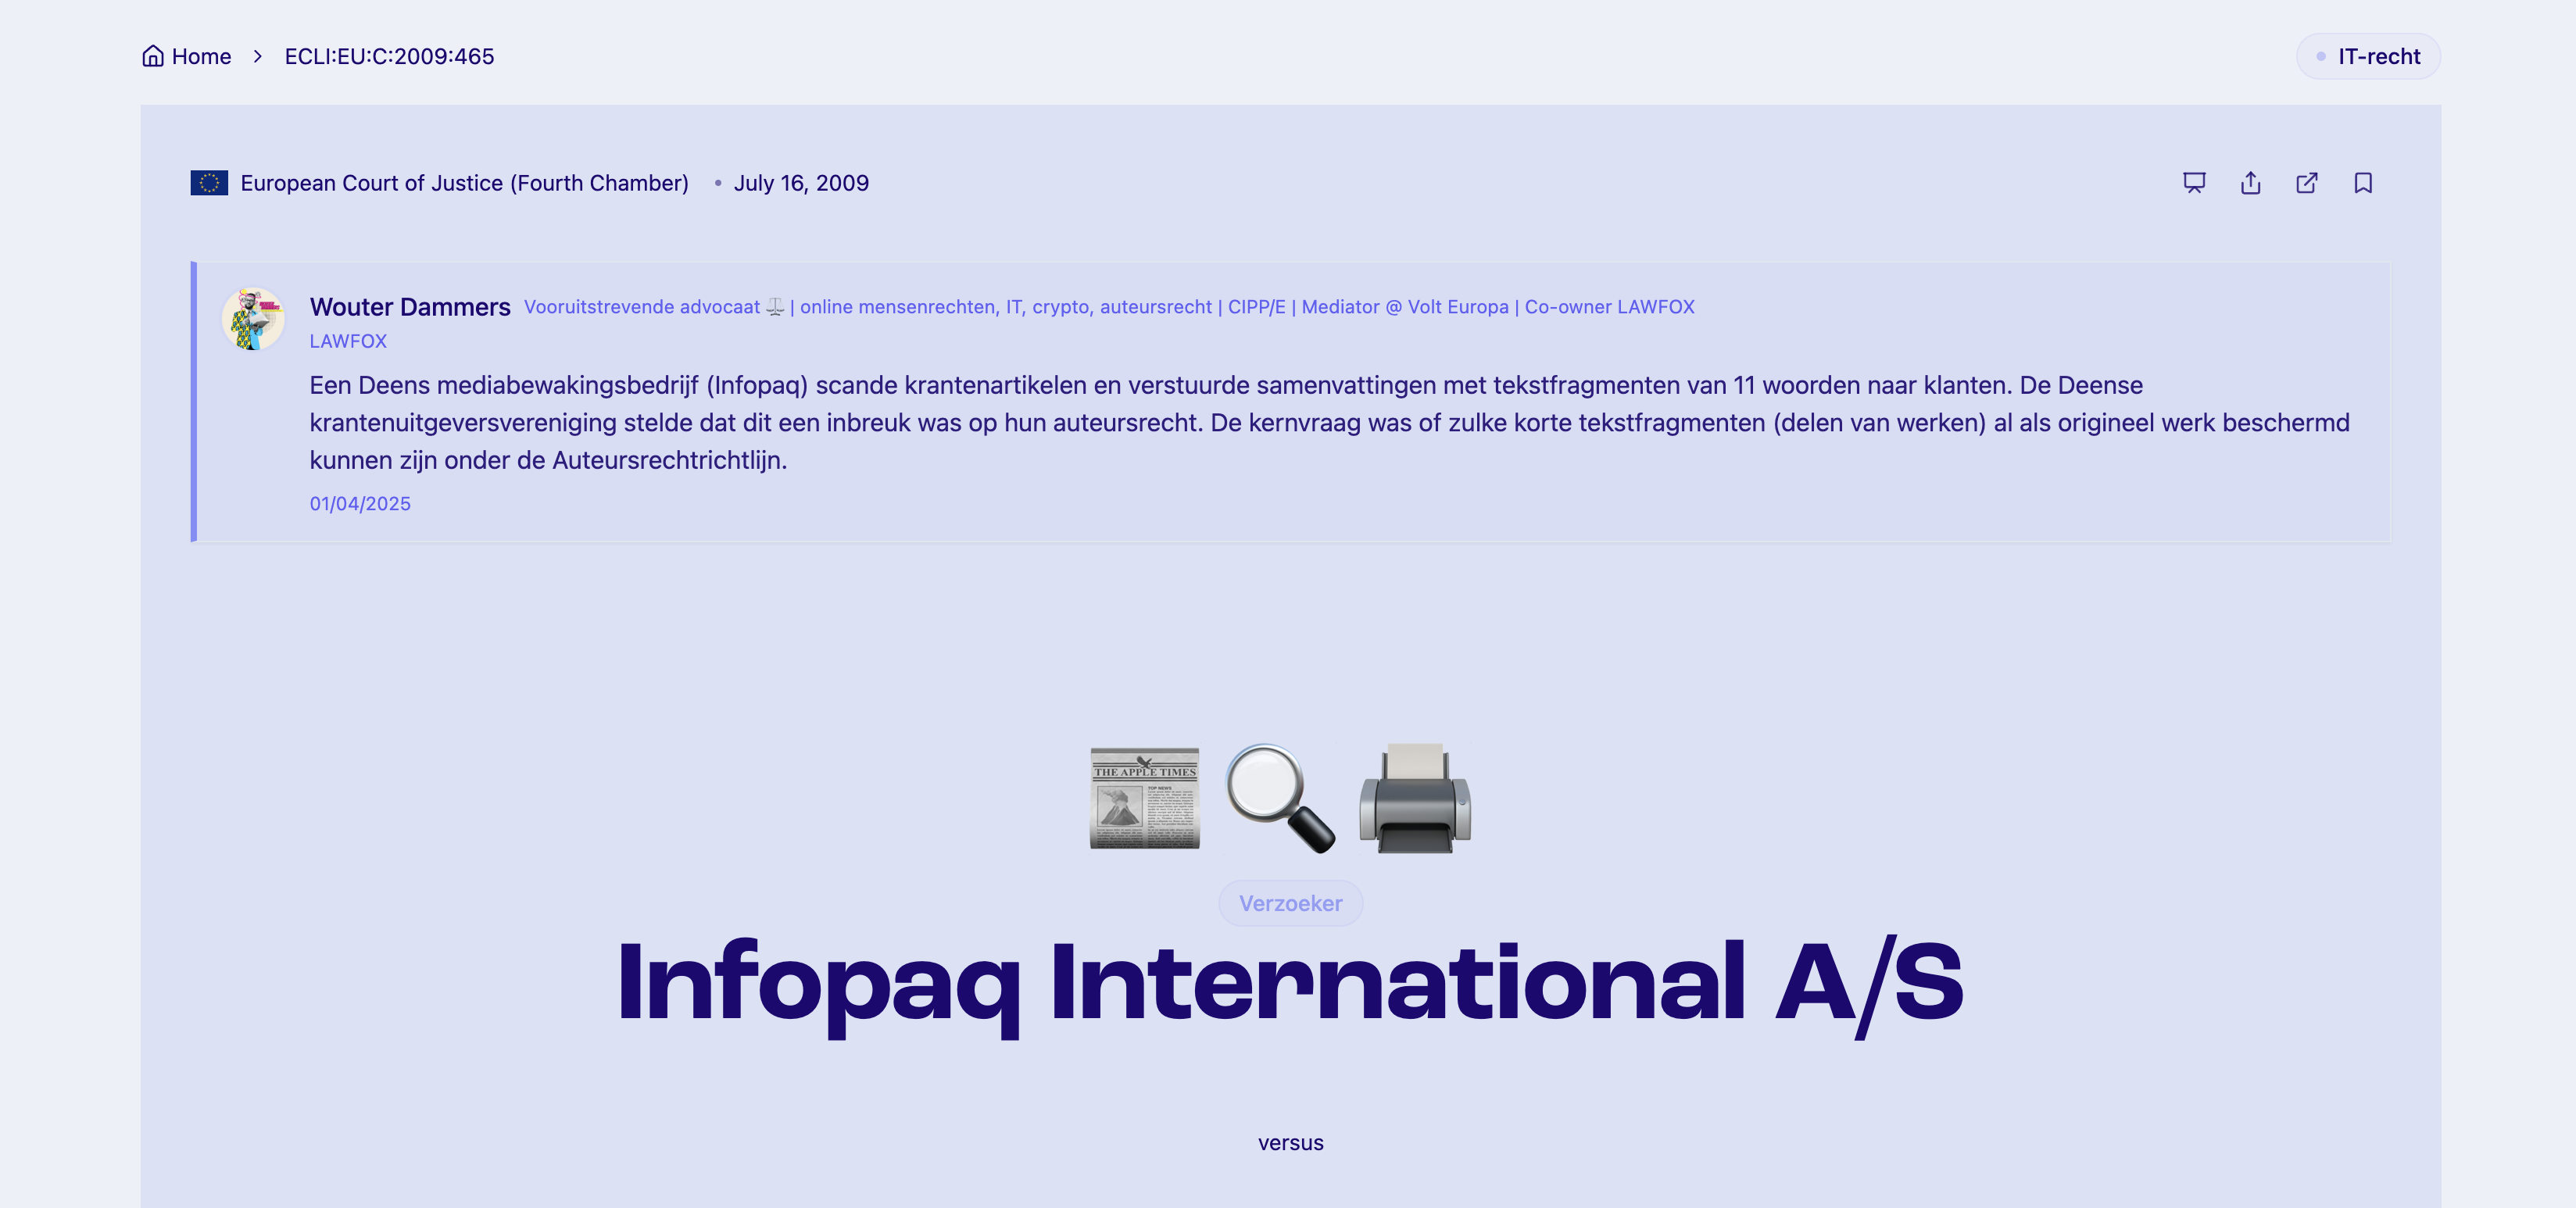 Home > ECLI:EU:C:2009:465
IT-recht
European Court of Justice (Fourth Chamber) • July 16, 2009
Wouter Dammers Vooruitstrevende advocaat ⚖️ | online mensenrechten, IT, crypto, auteursrecht | CIPP/E | Mediator @ Volt Europa | Co-owner LAWFOX
LAWFOX
Een Deens mediabewakingsbedrijf (Infopaq) scande krantenartikelen en verstuurde samenvattingen met tekstfragmenten van 11 woorden naar klanten. De Deense
krantenuitgeversvereniging stelde dat dit een inbreuk was op hun auteursrecht. De kernvraag was of zulke korte tekstfragmenten (delen van werken) al als origineel werk beschermd
kunnen zijn onder de Auteursrechtrichtlijn.
01/04/2025
THE APPLE TIMES
TOP NEWS
Verzoeker
Infopaq International A/S
versus